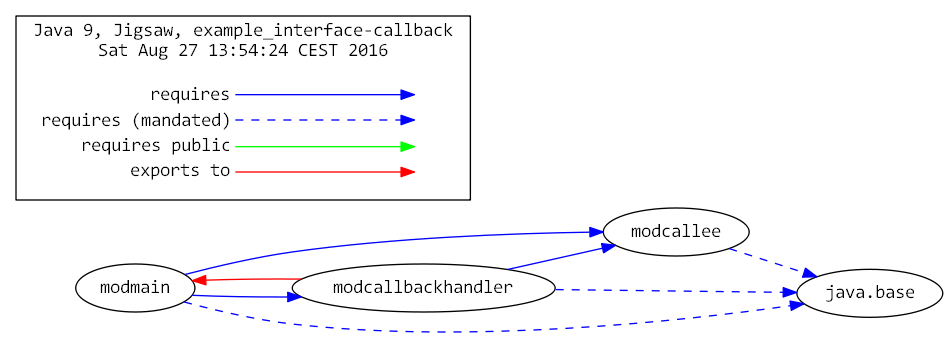 Java 9, Jigsaw, example_interface-callback
Sat Aug 27 13:54:24 CEST 2016
requires
requires (mandated)
requires public
exports to
modcallee
modmain
modcallbackhandler
java.base